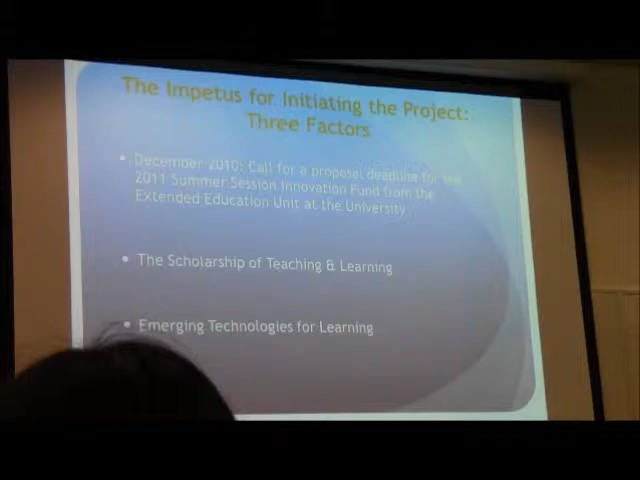 The Impetus for Initiating the Project:
Three Factors
• December 2010: Call for a proposal deadline for the
2011 Summer Session Innovation Fund from the
Extended Education Unit at the University
• The Scholarship of Teaching & Learning
• Emerging Technologies for Learning